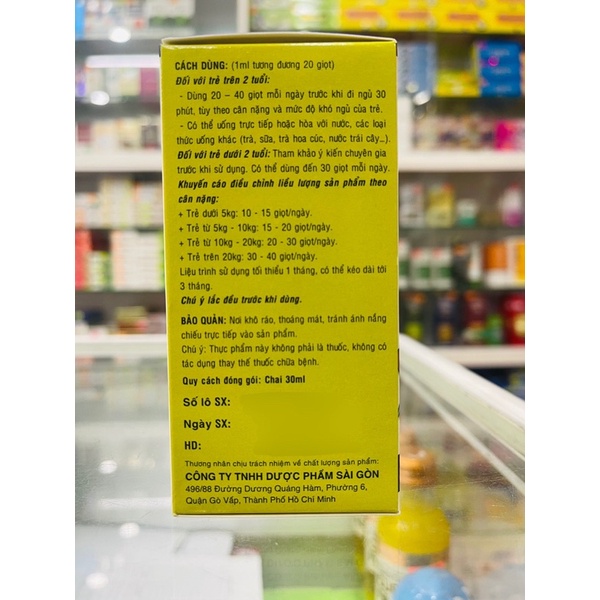 CÁCH DÙNG: (1ml tương đương 20 giọt)
Đối với trẻ trên 2 tuổi:
- Dùng 20 – 40 giọt mỗi ngày trước khi đi ngủ 30
phút, tùy theo cân nặng và mức độ khó ngủ của trẻ.
- Có thể uống trực tiếp hoặc hòa với nước, các loại
thức uống khác (trà, sữa, trà hoa cúc, nước trái cây...).
Đối với trẻ dưới 2 tuổi: Tham khảo ý kiến chuyên gia
trước khi sử dụng. Có thể dùng đến 30 giọt mỗi ngày.
Khuyến cáo điều chỉnh liều lượng sản phẩm theo
cân nặng:
+ Trẻ dưới 5kg: 10 - 15 giọt/ngày.
+ Trẻ từ 5kg - 10kg: 15 - 20 giọt/ngày.
+ Trẻ từ 10kg - 20kg: 20 - 30 giọt/ngày.
+ Trẻ trên 20kg: 30 - 40 giọt/ngày.
Liệu trình sử dụng tối thiểu 1 tháng, có thể kéo dài tới
3 tháng.
Chú ý lắc đều trước khi dùng.
BẢO QUẢN: Nơi khô ráo, thoáng mát, tránh ánh nắng
chiếu trực tiếp vào sản phẩm.
Chú ý: Thực phẩm này không phải là thuốc, không có
tác dụng thay thế thuốc chữa bệnh.
Quy cách đóng gói: Chai 30ml
Số lô SX:
Ngày SX:
HD:
Thương nhân chịu trách nhiệm về chất lượng sản phẩm:
CÔNG TY TNHH DƯỢC PHẨM SÀI GÒN
496/88 Đường Dương Quảng Hàm, Phường 6,
Quận Gò Vấp, Thành Phố Hồ Chí Minh